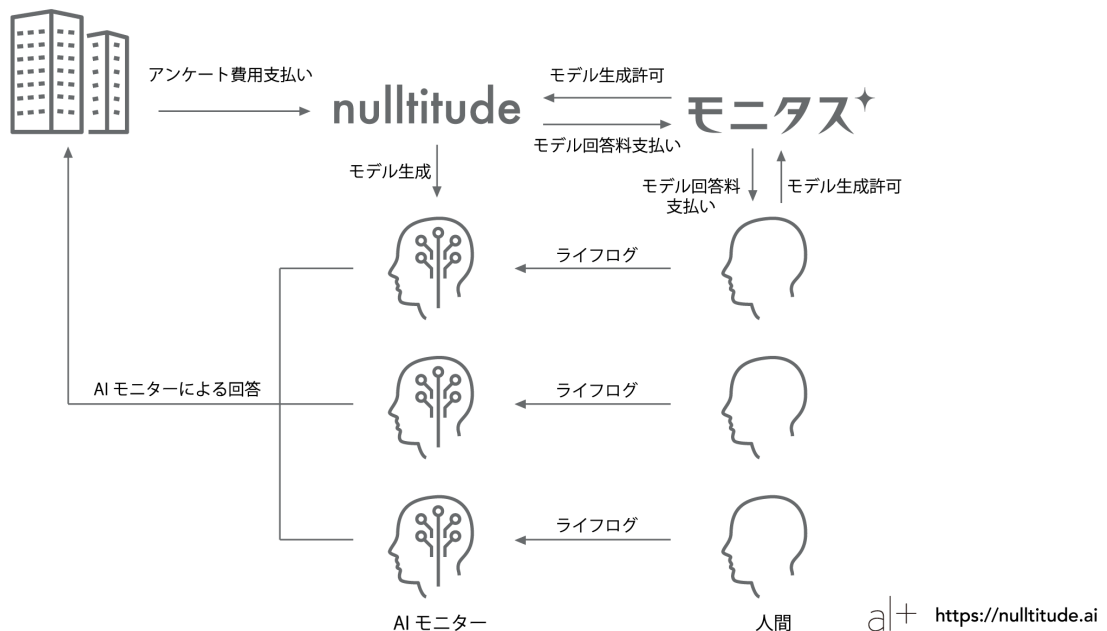 アンケート費用支払い
nulltitude
モデル生成許可
モデル回答料支払い
モニタス
モデル生成
モデル回答料
支払い
モデル生成許可
ライフログ
AI モニターによる回答
ライフログ
ライフログ
AI モニター
人間
al+
https://nulltitude.ai